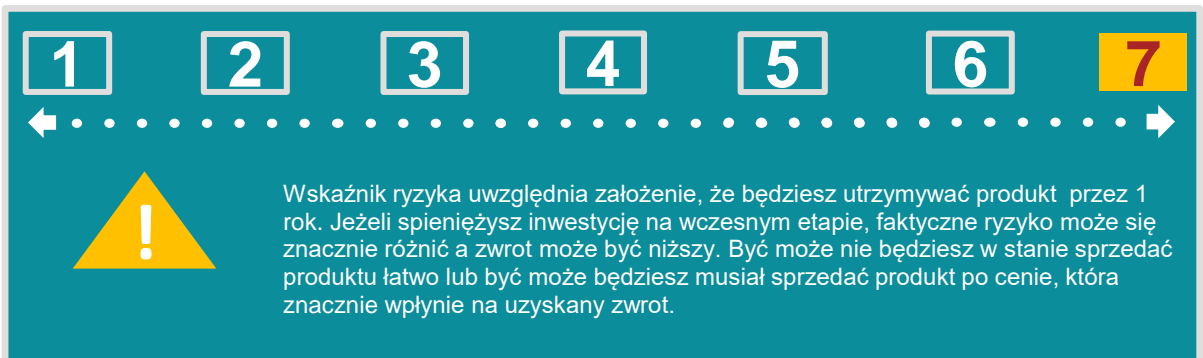 1 2 3 4 5 6 7
!
Wskaźnik ryzyka uwzględnia założenie, że będziesz utrzymywać produkt  przez 1
rok. Jeżeli spieniężysz inwestycję na wczesnym etapie, faktyczne ryzyko może się
znacznie różnić a zwrot może być niższy. Być może nie będziesz w stanie sprzedać
produktu łatwo lub być może będziesz musiał sprzedać produkt po cenie, która
znacznie wpłynie na uzyskany zwrot.